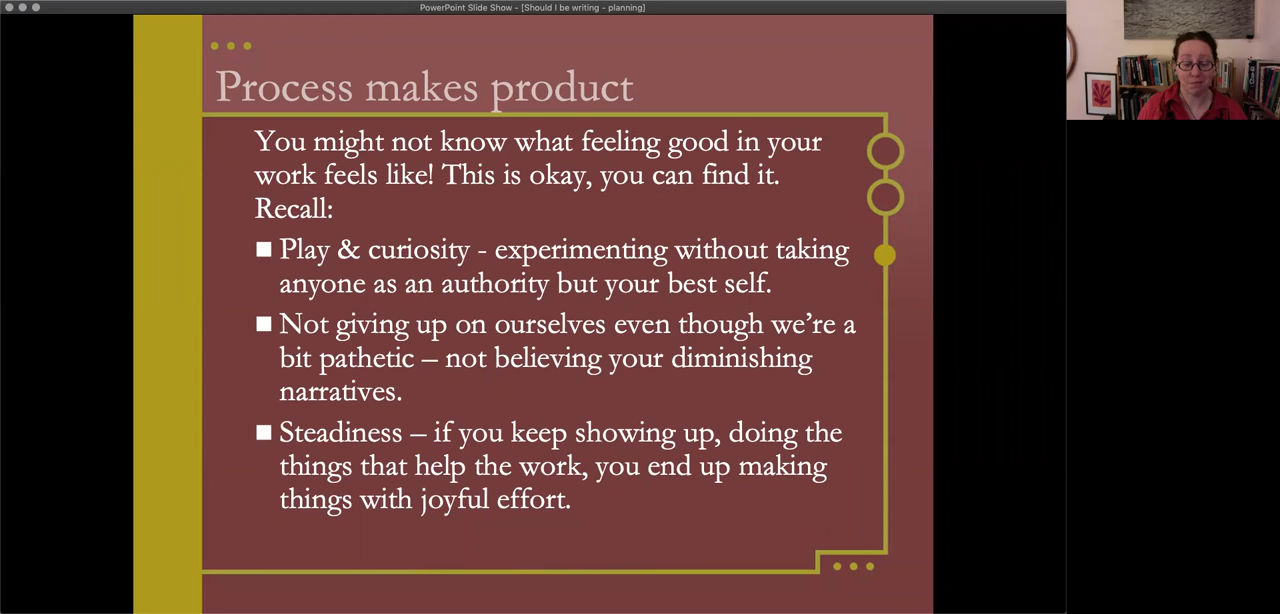 PowerPoint Slide Show - [Should I be writing - planning]
Process makes product
You might not know what feeling good in your
work feels like! This is okay, you can find it.
Recall:
■ Play & curiosity - experimenting without taking
anyone as an authority but your best self.
■ Not giving up on ourselves even though we’re a
bit pathetic – not believing your diminishing
narratives.
■ Steadiness – if you keep showing up, doing the
things that help the work, you end up making
things with joyful effort.